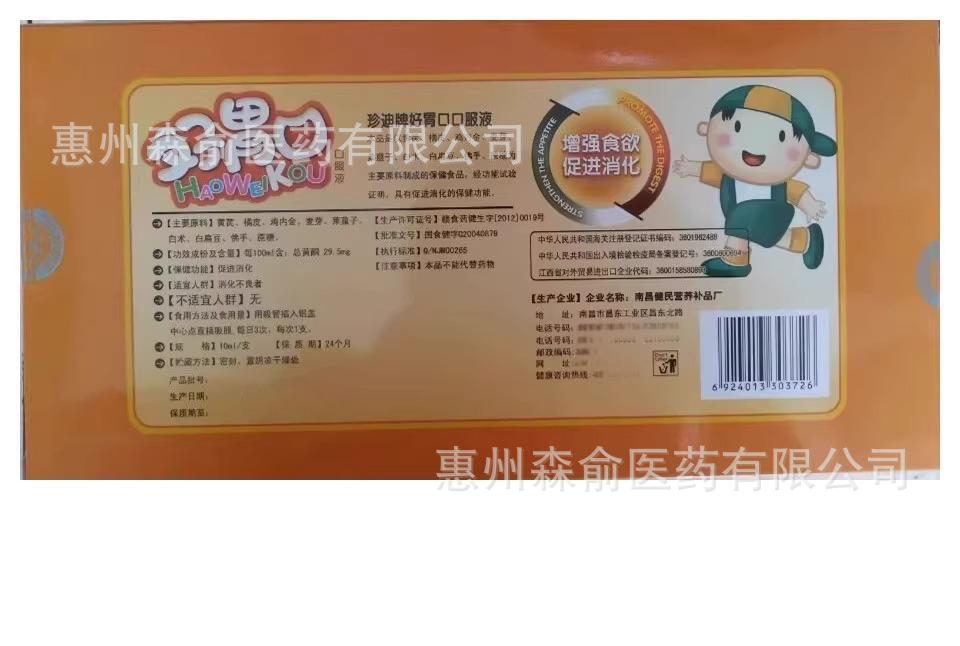 好胃口
口服液
HAOWEIKOU
珍迪牌好胃口口服液
主要原料制成的保健食品，经功能试验
证明，具有促进消化的保健功能。
【主要原料】黄芪、橘皮、鸡内金、麦芽、莱菔子、
白术、白扁豆、佛手、蔗糖。
【功效成份及含量】每100ml含：总黄酮 29.5mg
【保健功能】促进消化
【适宜人群】消化不良者
【不适宜人群】无
【食用方法及食用量】用吸管插入铝盖
中心点直接吸服，每日3次，每次1支。
【规 格】10ml/支 【保 质 期】24个月
【贮藏方法】密封，置阴凉干燥处
产品批号：
生产日期：
保质期至：
【生产许可证号】赣食药健生字[2012]0019号
【批准文号】国食健字G20040879
【执行标准】Q/NJM00265
【注意事项】本品不能代替药物
STRENGTHEN THE APPETITE
PROMOTE THE DIGEST
增强食欲
促进消化
中华人民共和国海关注册登记证书编码：3601962488
中华人民共和国出入境检验检疫局备案登记号：3600600694
江西省对外贸易进出口企业代码：3600158580890
【生产企业】企业名称：南昌健民营养补品厂
地 址：南昌市昌东工业区昌东北路
电话号码：
电话号码：
邮政编码：
网 址：
健康咨询热线：
6 924013 303726
惠州森俞医药有限公司
惠州森俞医药有限公司